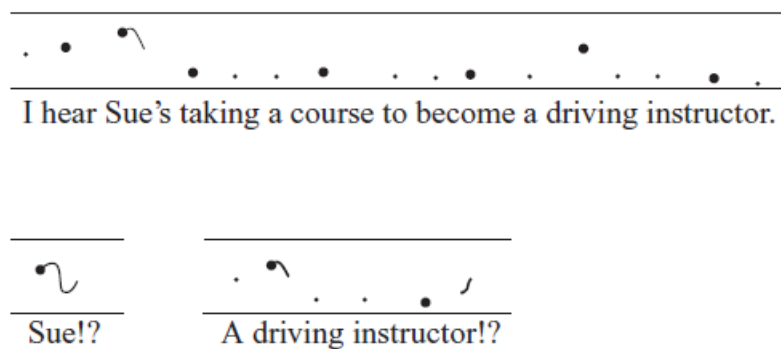 I hear Sue's taking a course to become a driving instructor.
Sue!?
A driving instructor!?